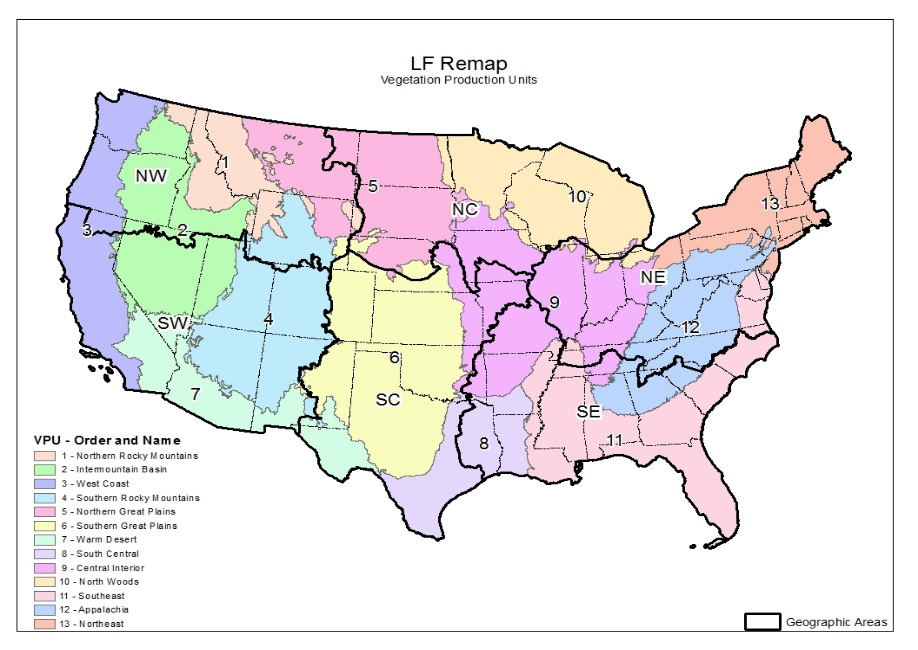 LF Remap
Vegetation Production Units
1
NW
5
10
13
NC
3
2
NE
9
4
SW
12
6
7
SC
SE
11
8
VPU - Order and Name
1 - Northern Rocky Mountains
2 - Intermountain Basin
3 - West Coast
4 - Southern Rocky Mountains
5 - Northern Great Plains
6 - Southern Great Plains
7 - Warm Desert
8 - South Central
9 - Central Interior
10 - North Woods
11 - Southeast
12 - Appalachia
13 - Northeast
Geographic Areas